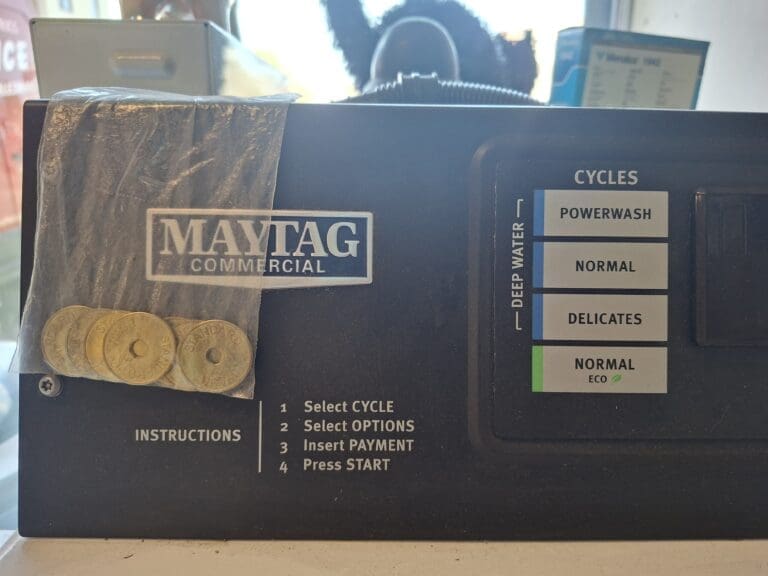 ICE
MAYTAG
COMMERCIAL
CYCLES
DEEP WATER
POWERWASH
NORMAL
DELICATES
NORMAL
ECO
INSTRUCTIONS
1 Select CYCLE
2 Select OPTIONS
3 Insert PAYMENT
4 Press START